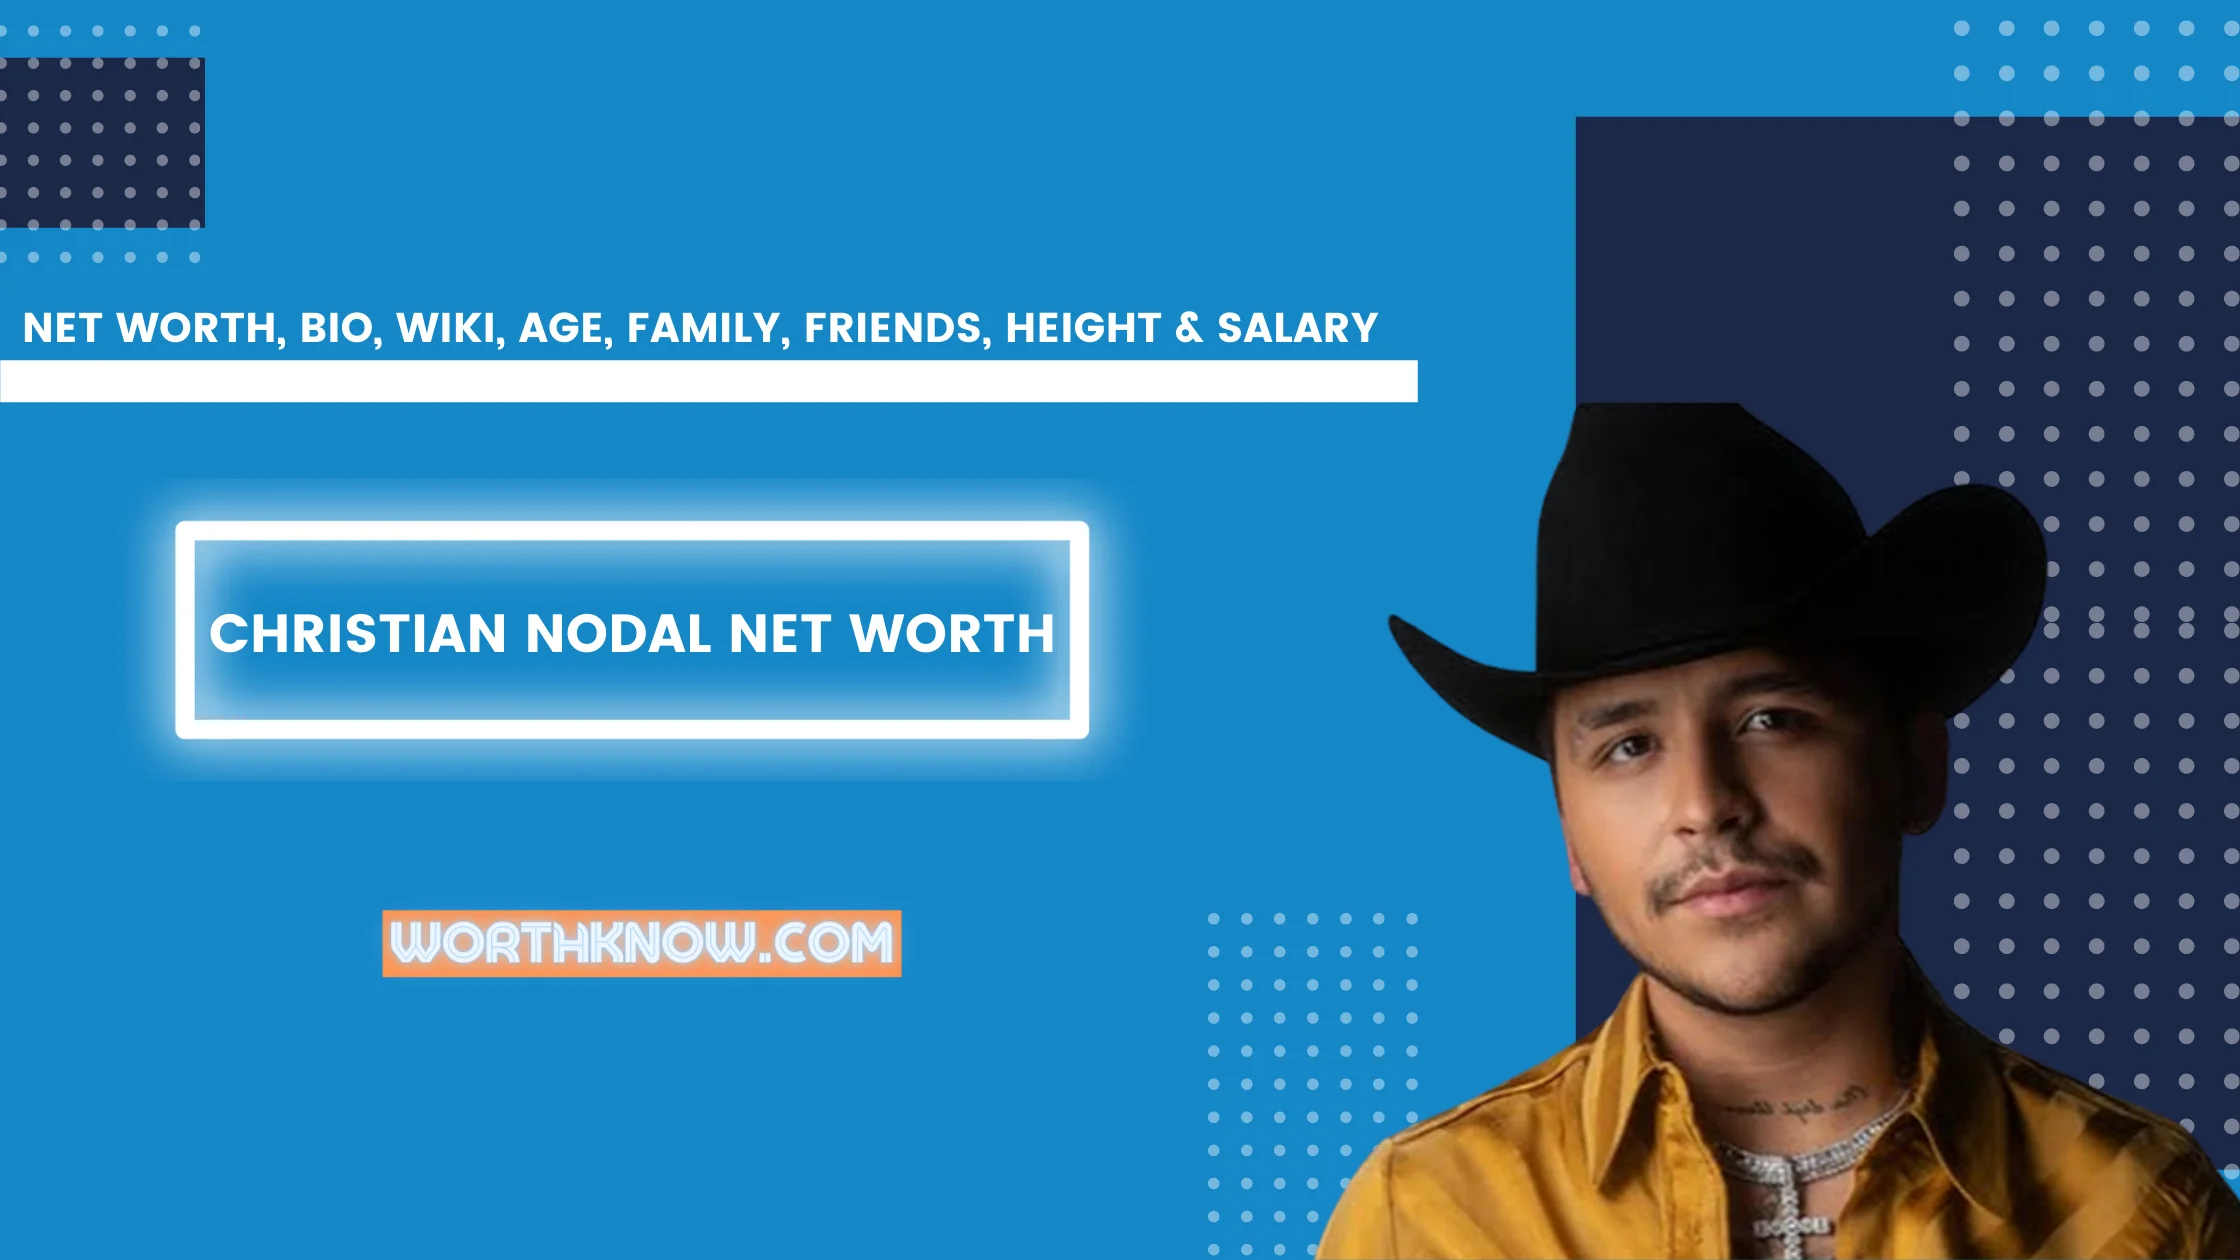 NET WORTH, BIO, WIKI, AGE, FAMILY, FRIENDS, HEIGHT & SALARY
CHRISTIAN NODAL NET WORTH
WORTHKNOW.COM